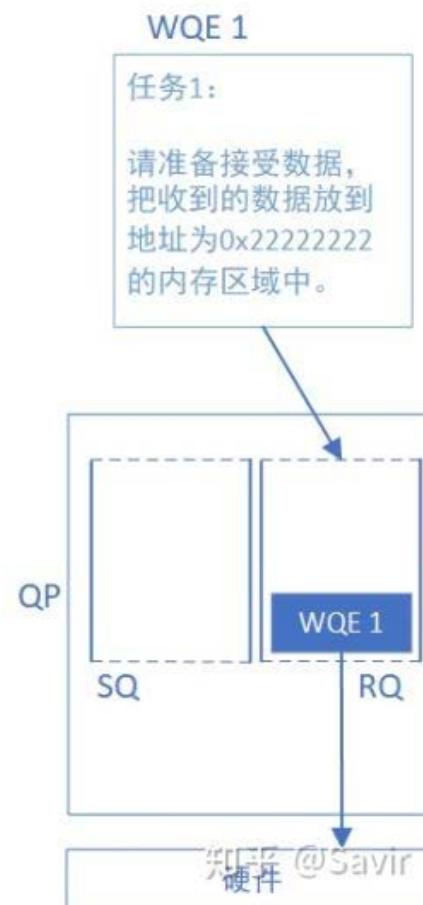 WQE 1
任务1：
请准备接受数据，
把收到的数据放到
地址为0x22222222
的内存区域中。
QP
WQE 1
SQ
RQ
知乎 @Savir
硬件